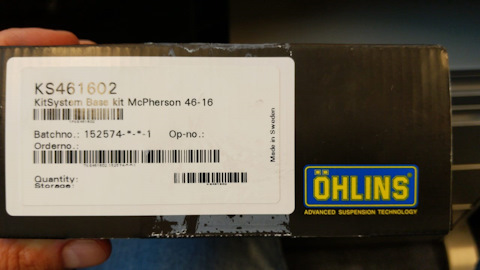 KS461602
KitSystem Base kit McPherson 46-16
Batchno.: 152574-*-*-1 Op-no.:
Orderno.:
Quantity:
Storage:
Made in Sweden
ÖHLINS
ADVANCED SUSPENSION TECHNOLOGY